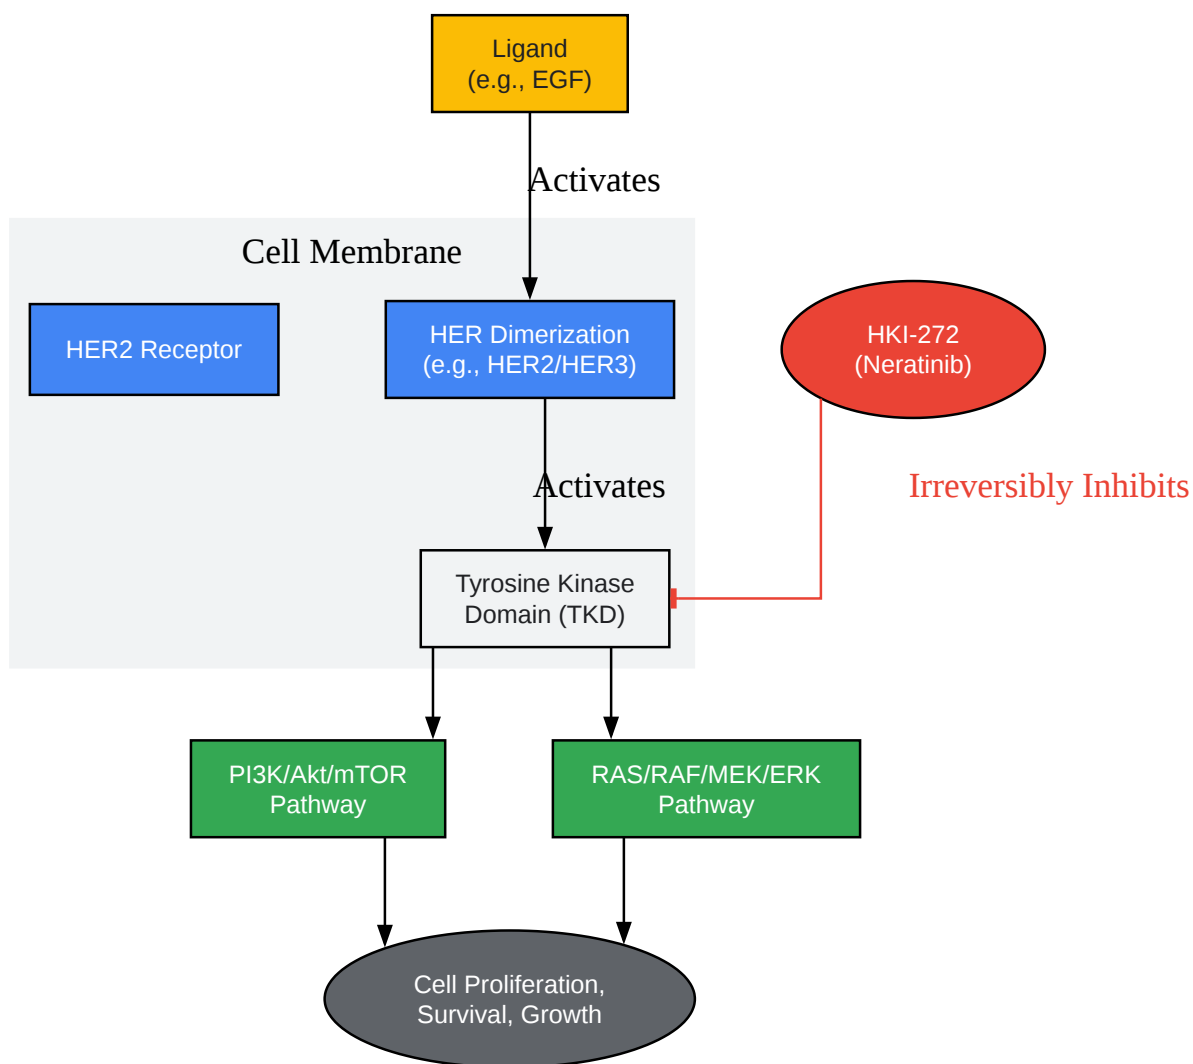 Ligand
(e.g., EGF)
Activates
Cell Membrane
HER2 Receptor
HER Dimerization
(e.g., HER2/HER3)
HKI-272
(Neratinib)
Activates
Irreversibly Inhibits
Tyrosine Kinase
Domain (TKD)
PI3K/Akt/mTOR
Pathway
RAS/RAF/MEK/ERK
Pathway
Cell Proliferation,
Survival, Growth